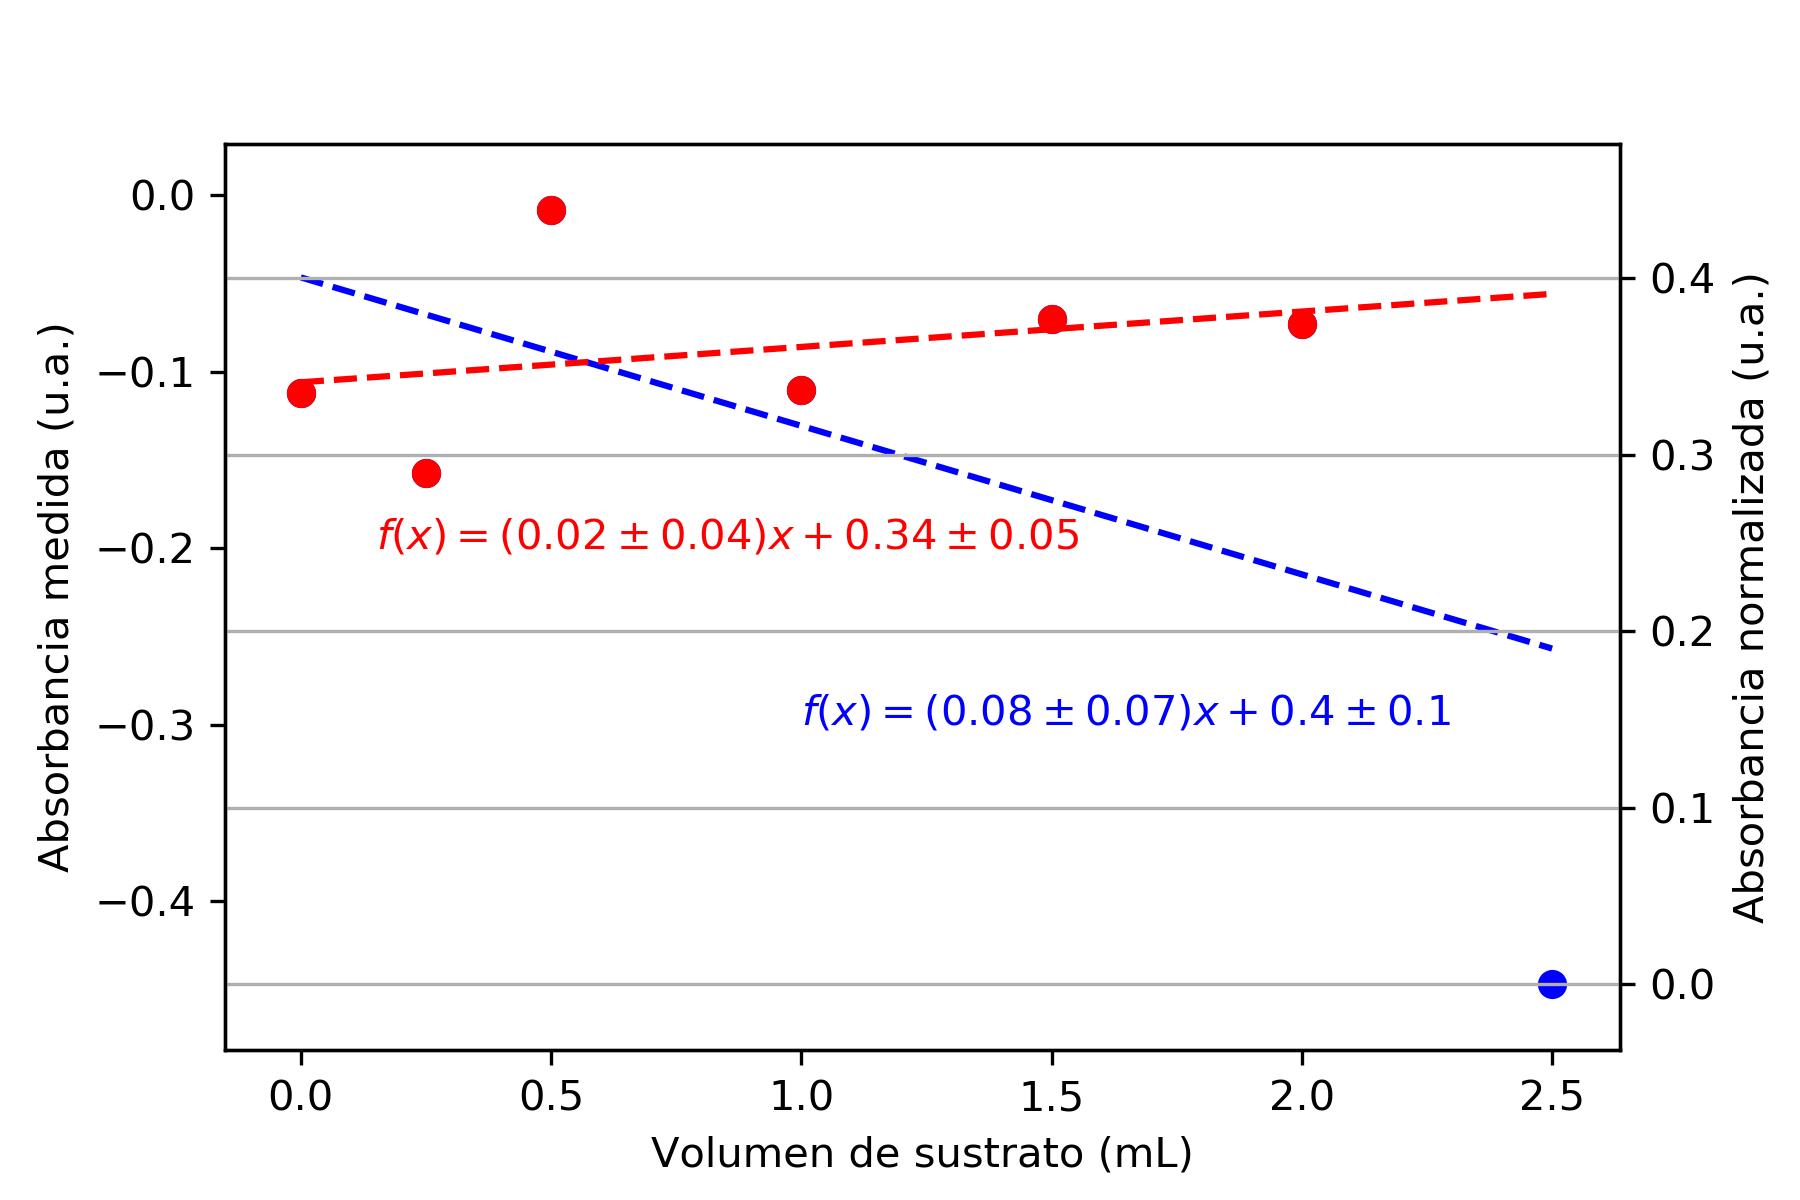 Absorbancia medida (u.a.)
0.0
−0.1
−0.2
−0.3
−0.4
f(x) = (0.02 ± 0.04)x + 0.34 ± 0.05
f(x) = (0.08 ± 0.07)x + 0.4 ± 0.1
0.4
0.3
0.2
0.1
0.0
Absorbancia normalizada (u.a.)
0.0 0.5 1.0 1.5 2.0 2.5
Volumen de sustrato (mL)